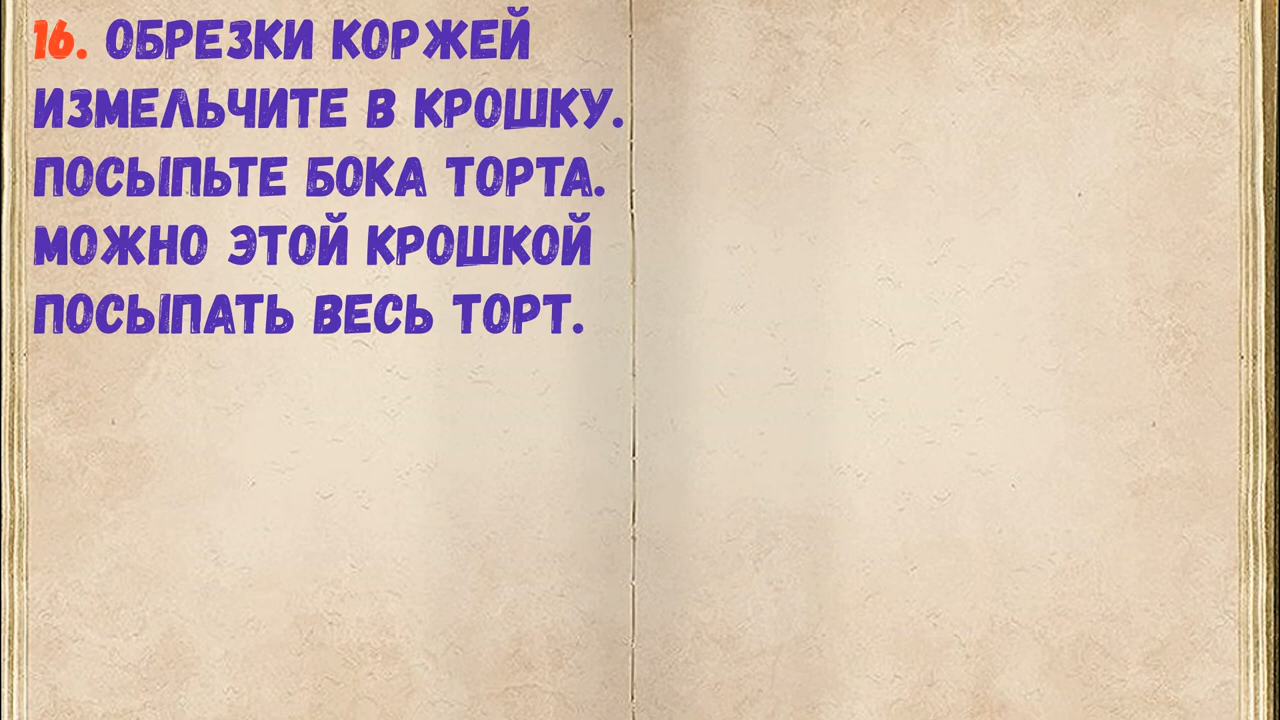 16. ОБРЕЗКИ КОРЖЕЙ
ИЗМЕЛЬЧИТЕ В КРОШКУ.
ПОСЫПЬТЕ БОКА ТОРТА.
МОЖНО ЭТОЙ КРОШКОЙ
ПОСЫПАТЬ ВЕСЬ ТОРТ.